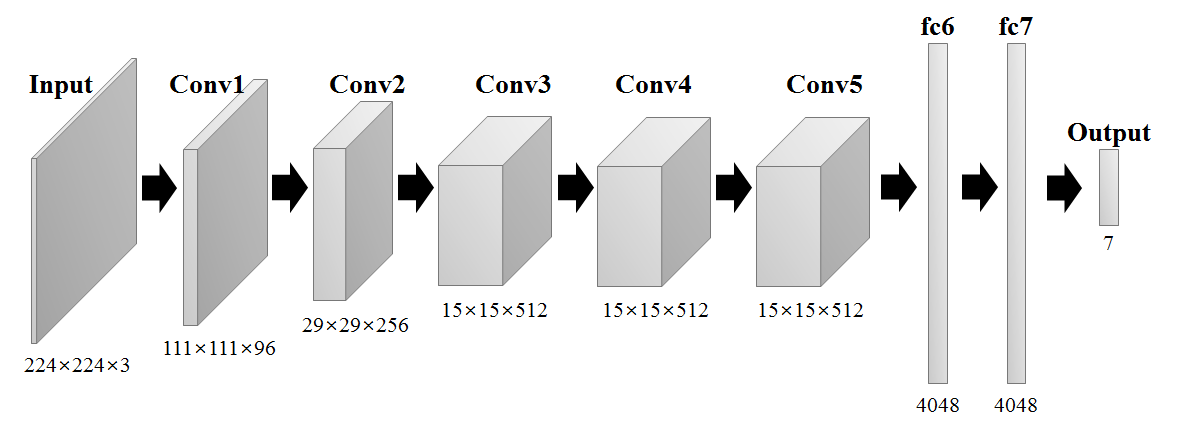 Input
Conv1
Conv2
Conv3
Conv4
Conv5
fc6
fc7
Output
224×224×3
111×111×96
29×29×256
15×15×512
15×15×512
15×15×512
4048
4048
7